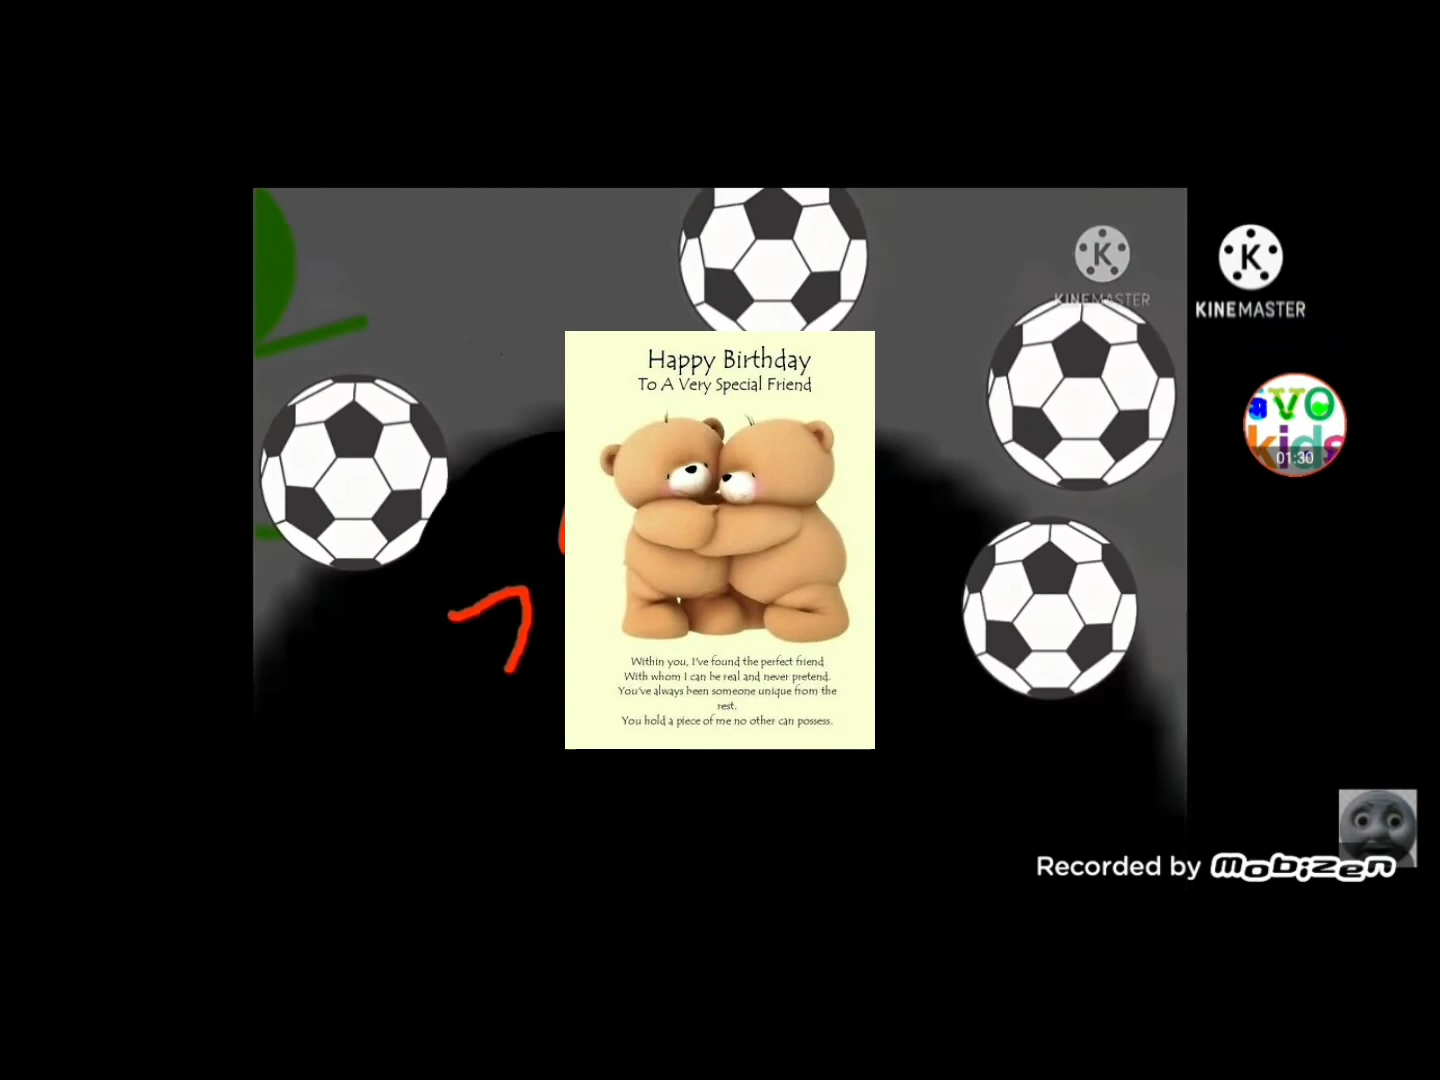 K
KINEMASTER
K
KINEMASTER
Happy Birthday
To A Very Special Friend
kids
01:30
Within you, I've found the perfect friend
With whom I can be real and never pretend.
You've always been someone unique from the
rest.
You hold a piece of me no other can possess.
Recorded by Mobizen